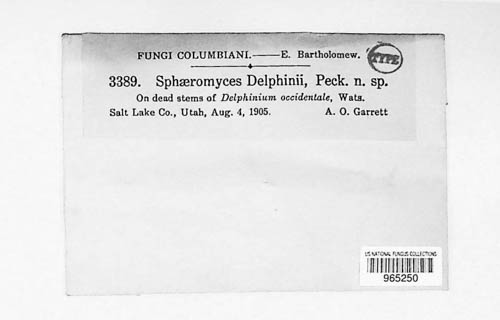 FUNGI COLUMBIANI.——E. Bartholomew.
TYPE
3389. Sphæromyces Delphinii, Peck. n. sp.
On dead stems of Delphinium occidentale, Wats.
Salt Lake Co., Utah, Aug. 4, 1905. A. O. Garrett
US NATIONAL FUNGUS COLLECTIONS
965250